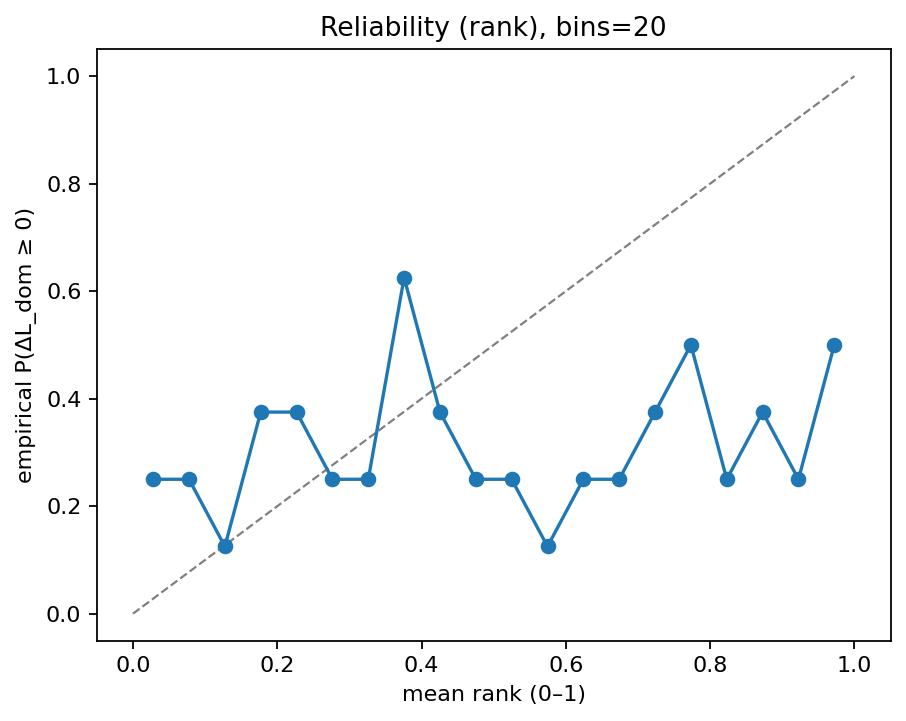 Reliability (rank), bins=20
empirical P(ΔL_dom ≥ 0)
1.0
0.8
0.6
0.4
0.2
0.0
0.0 0.2 0.4 0.6 0.8 1.0
mean rank (0–1)